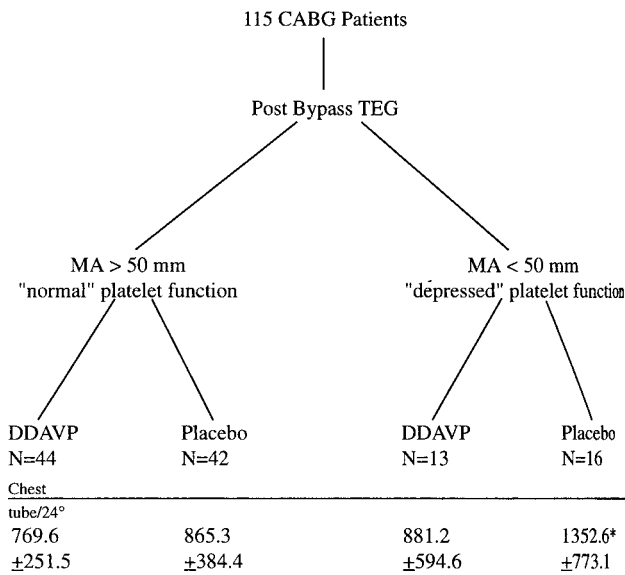 115 CABG Patients
Post Bypass TEG
MA > 50 mm
"normal" platelet function
MA < 50 mm
"depressed" platelet function
DDAVP
N=44
Placebo
N=42
DDAVP
N=13
Placebo
N=16
Chest
tube/24°
769.6 865.3 881.2 1352.6*
±251.5 ±384.4 ±594.6 ±773.1